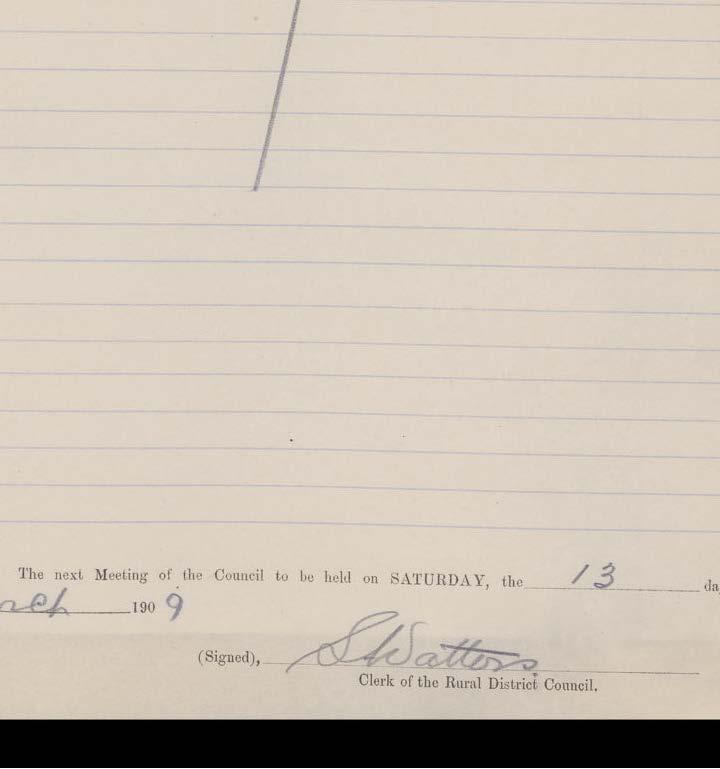 The next Meeting of the Council to be held on SATURDAY, the 13 da
rch 1909
(Signed), S Watters
Clerk of the Rural District Council.